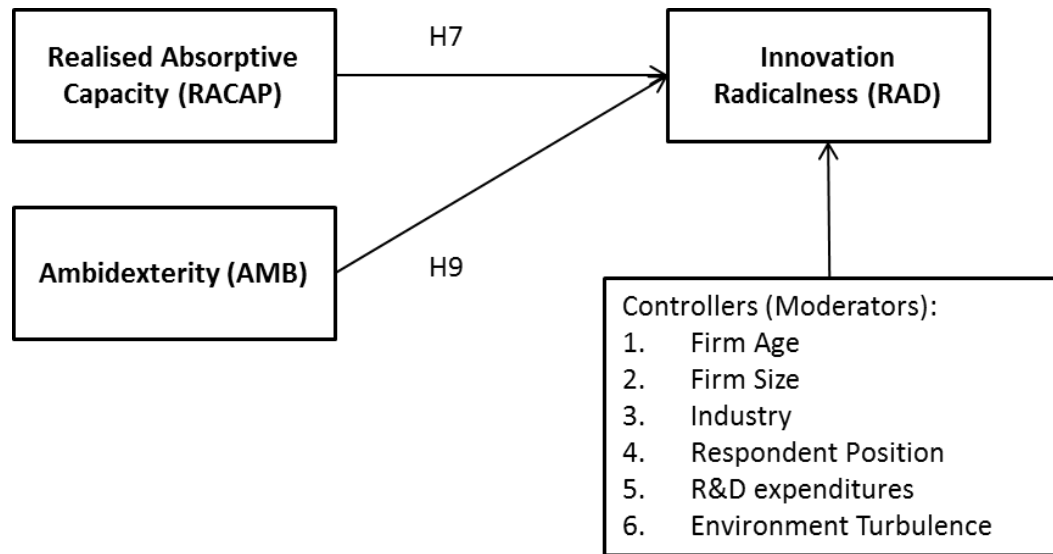 H7
Realised Absorptive
Capacity (RACAP)
Innovation
Radicalness (RAD)
Ambidexterity (AMB)
H9
Controllers (Moderators):
1. Firm Age
2. Firm Size
3. Industry
4. Respondent Position
5. R&D expenditures
6. Environment Turbulence